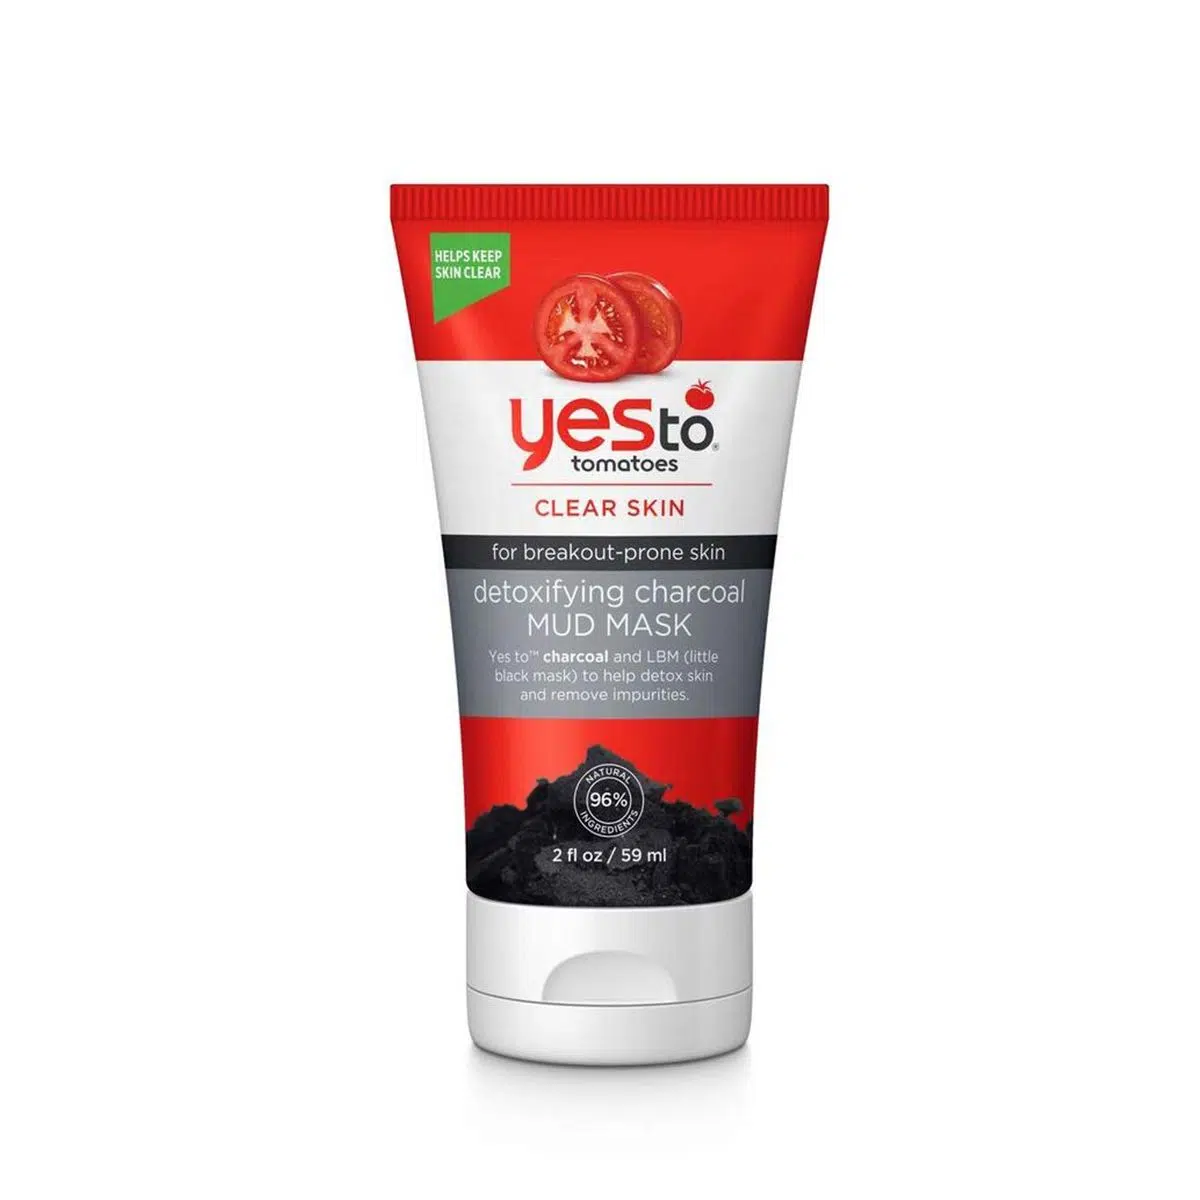 HELPS KEEP
SKIN CLEAR
yes to®
tomatoes
CLEAR SKIN
for breakout-prone skin
detoxifying charcoal
MUD MASK
Yes to™ charcoal and LBM (little
black mask) to help detox skin
and remove impurities.
NATURAL
96%
INGREDIENTS
2 fl oz / 59 ml